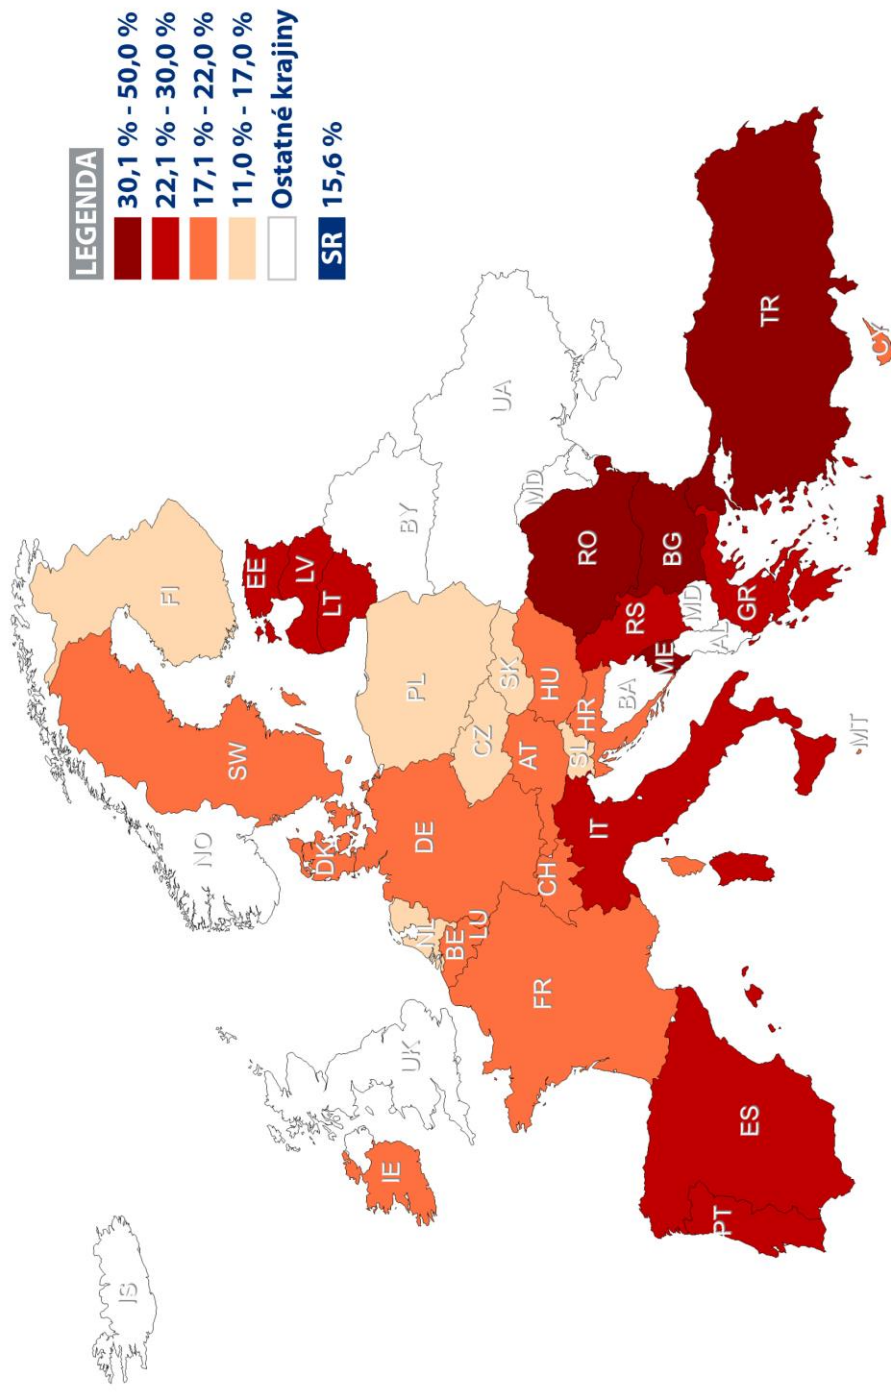 LEGENDA
30,1 % - 50,0 %
22,1 % - 30,0 %
17,1 % - 22,0 %
11,0 % - 17,0 %
Ostatné krajiny
SR 15,6 %
IS
NO
SW
FI
EE
LV
LT
DK
IE
UK
NL
BE
LU
DE
PL
BY
CZ
SK
UA
FR
CH
AT
HU
MD
SL
HR
RO
IT
BA
RS
ME
BG
MD
AL
GR
PT
ES
TR
MT
CY